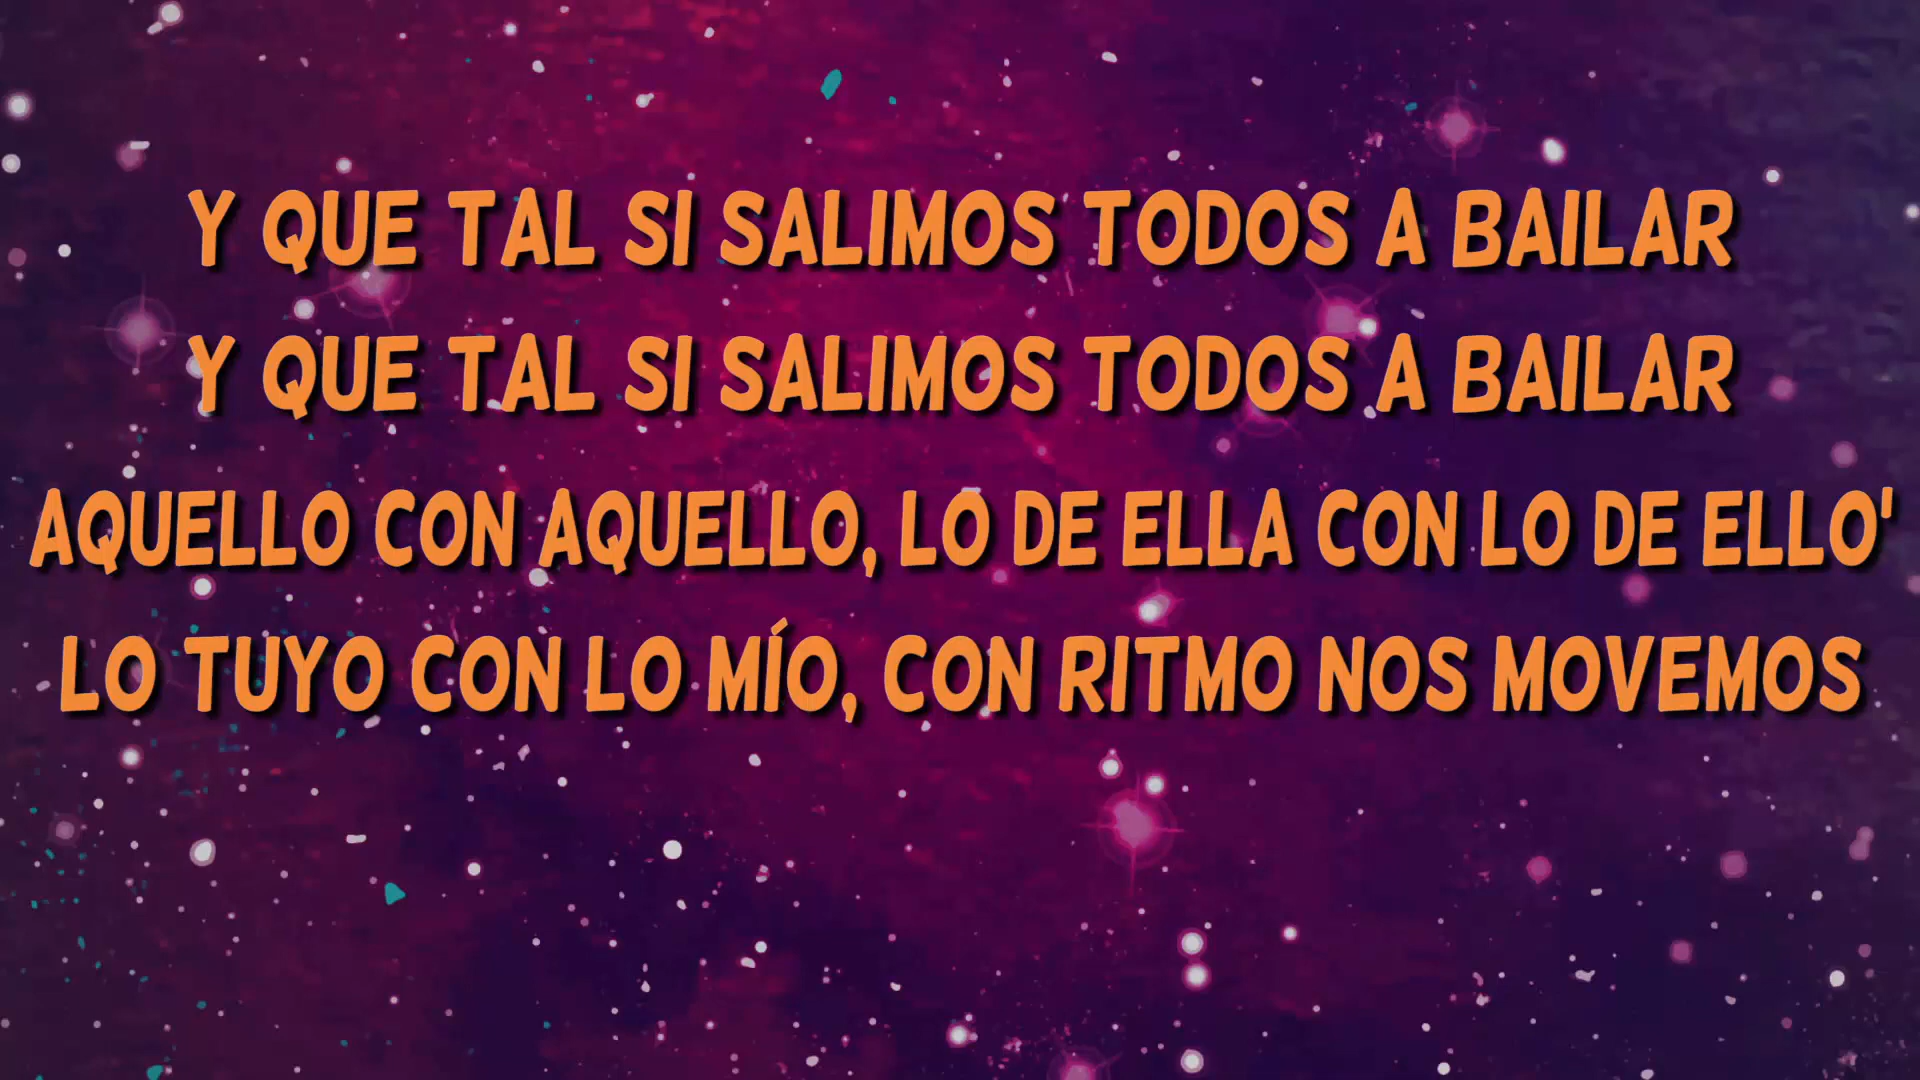 Y QUE TAL SI SALIMOS TODOS A BAILAR
Y QUE TAL SI SALIMOS TODOS A BAILAR
AQUELLO CON AQUELLO, LO DE ELLA CON LO DE ELLO'
LO TUYO CON LO MÍO, CON RITMO NOS MOVEMOS